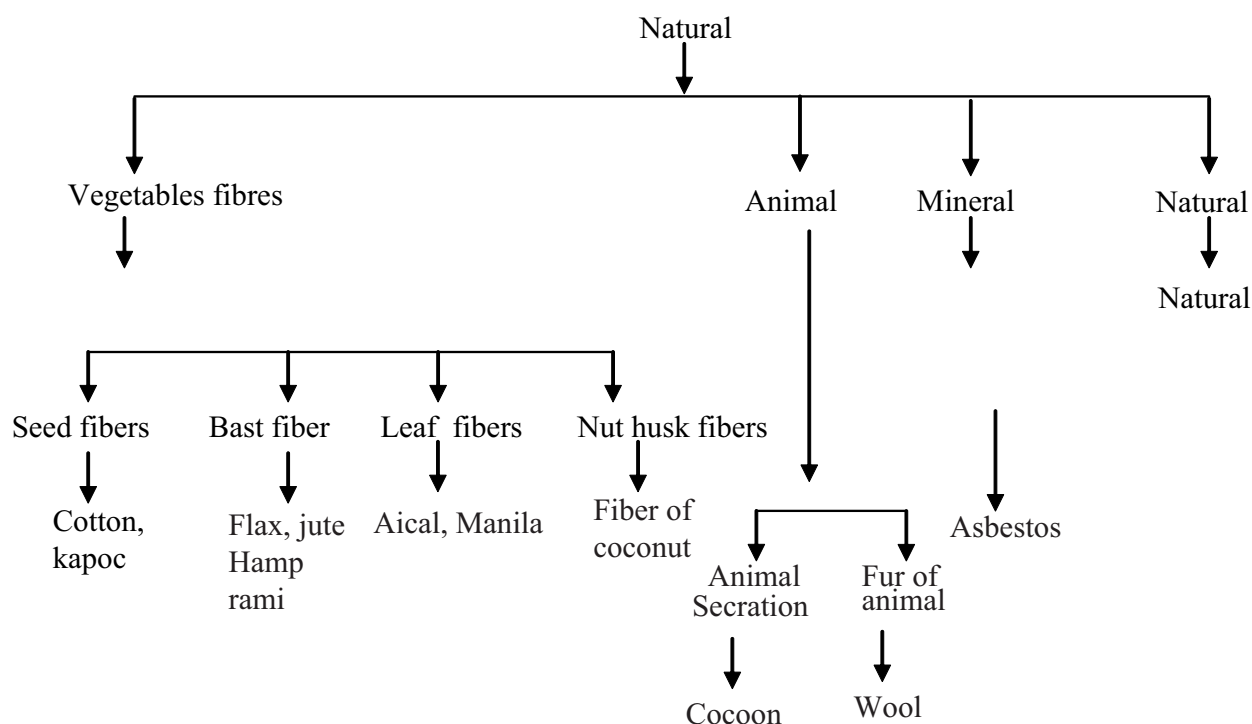 Natural
Vegetables fibres
Animal
Mineral
Natural
Natural
Seed fibers
Bast fiber
Leaf fibers
Nut husk fibers
Cotton,
kapoc
Flax, jute
Hamp
rami
Aical, Manila
Fiber of
coconut
Asbestos
Animal
Secration
Fur of
animal
Cocoon
Wool